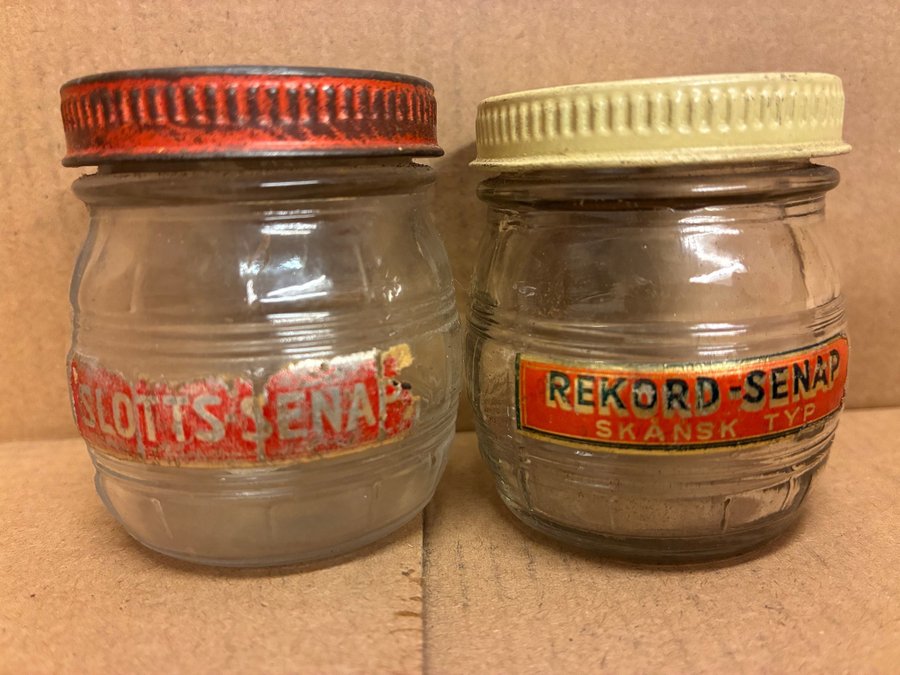 SLOTTS SENAP
REKORD-SENAP
SKÅNSK TYP